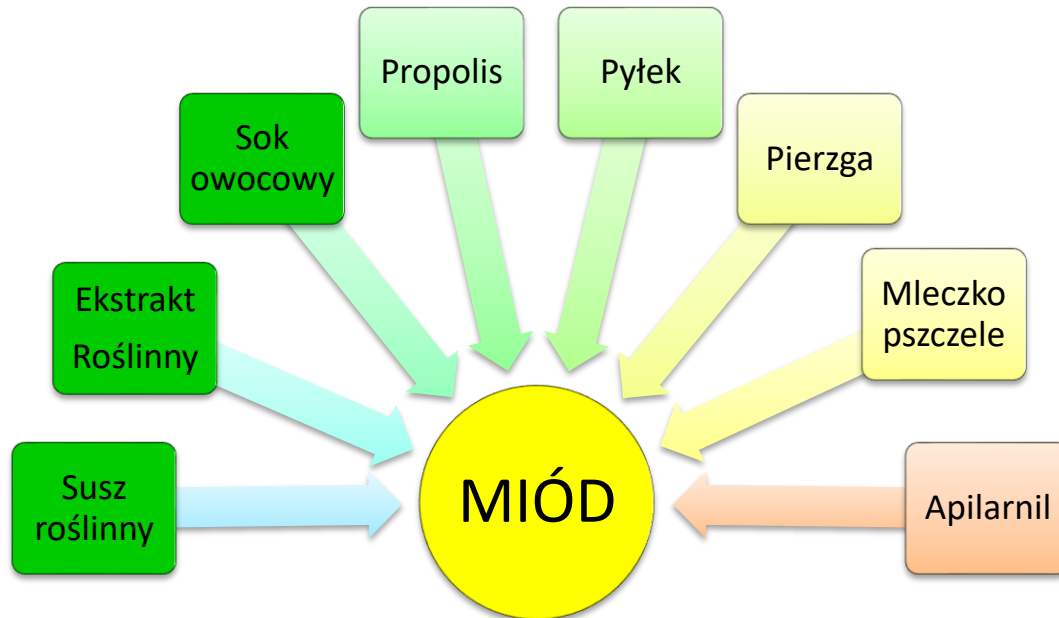 Propolis
Pyłek
Sok
owocowy
Pierzga
Ekstrakt
Roślinny
Mleczko
pszczele
Susz
roślinny
MIÓD
Apilarnil